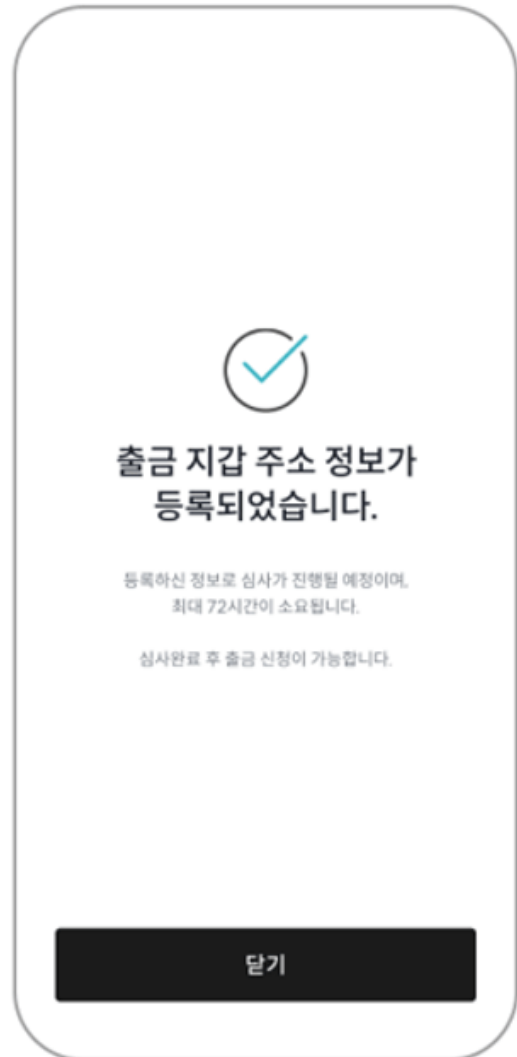 출금 지갑 주소 정보가
등록되었습니다.
등록하신 정보로 심사가 진행될 예정이며,
최대 72시간이 소요됩니다.
심사완료 후 출금 신청이 가능합니다.
닫기